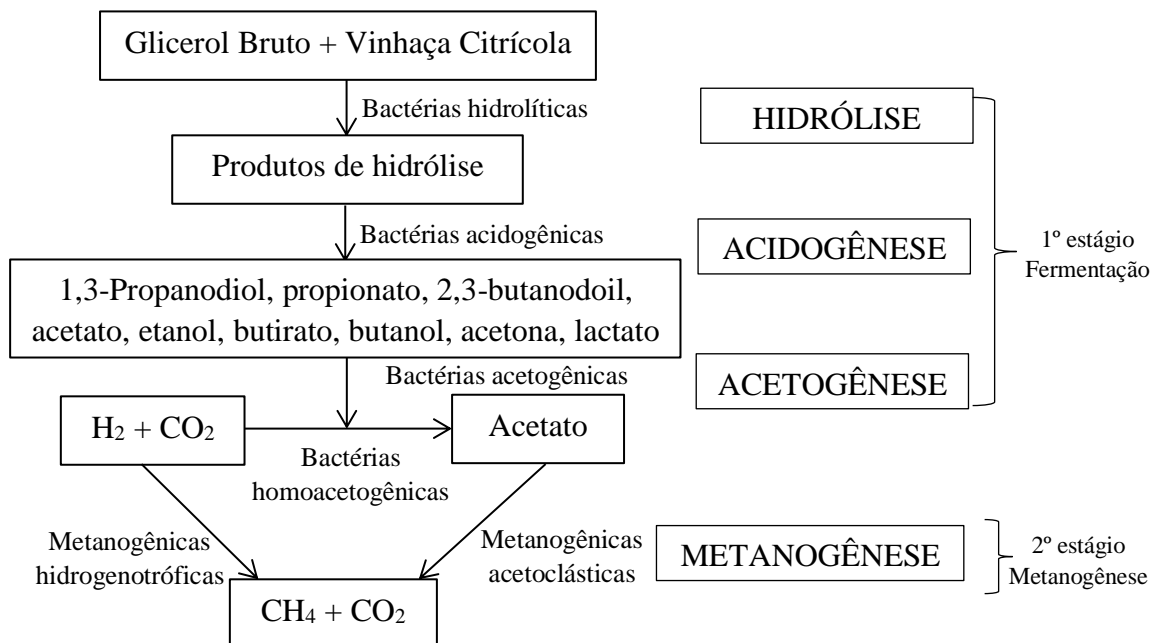 Glicerol Bruto + Vinhaça Citrícola
Bactérias hidrolíticas
HIDRÓLISE
Produtos de hidrólise
Bactérias acidogênicas
ACIDOGÊNESE
1º estágio
Fermentação
1,3-Propanodiol, propionato, 2,3-butanodoil,
acetato, etanol, butirato, butanol, acetona, lactato
Bactérias acetogênicas
ACETOGÊNESE
H₂ + CO₂
Acetato
Bactérias
homoacetogênicas
Metanogênicas
hidrogenotróficas
Metanogênicas
acetoclásticas
METANOGÊNESE
2º estágio
Metanogênese
CH₄ + CO₂